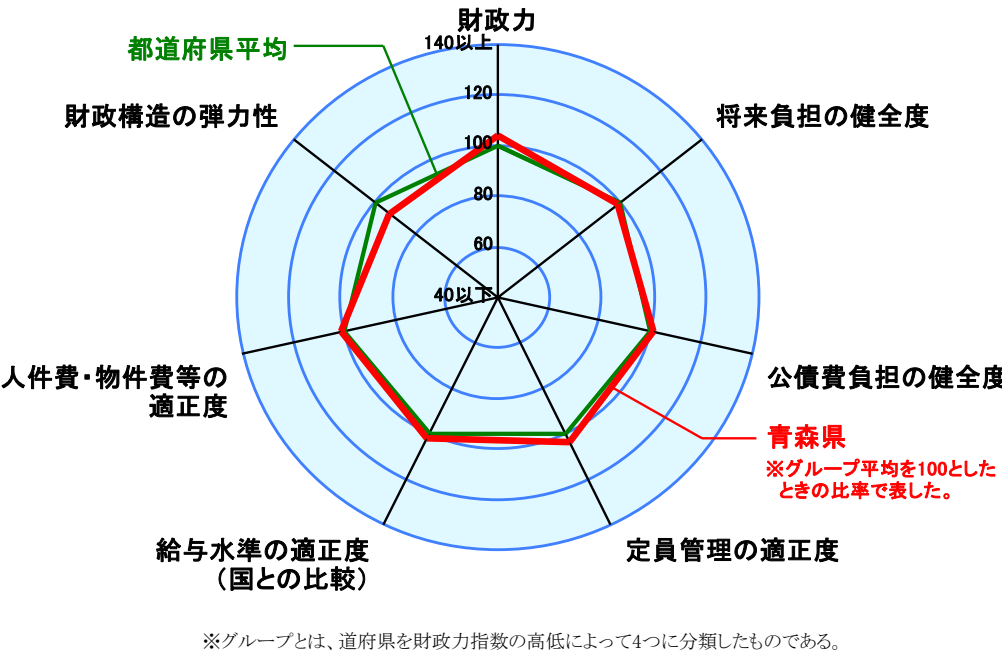 財政力
都道府県平均
140以上
120
財政構造の弾力性
将来負担の健全度
100
80
60
40以下
人件費・物件費等の
適正度
公債費負担の健全度
青森県
※グループ平均を100とした
ときの比率で表した。
給与水準の適正度
(国との比較)
定員管理の適正度
※グループとは、道府県を財政力指数の高低によって4つに分類したものである。